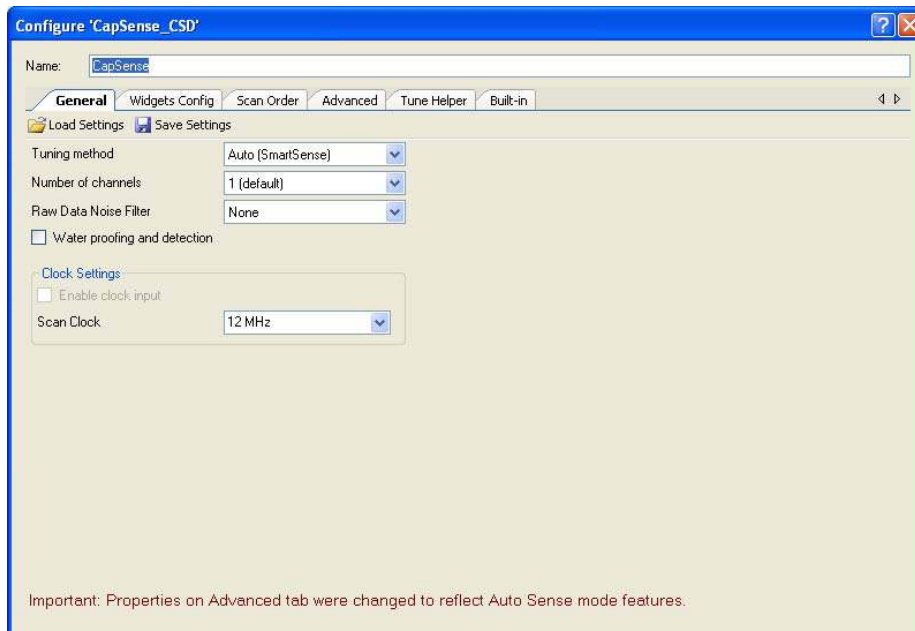 Configure 'CapSense_CSD'
Name: CapSense
General Widgets Config Scan Order Advanced Tune Helper Built-in
Load Settings Save Settings
Tuning method Auto (SmartSense)
Number of channels 1 (default)
Raw Data Noise Filter None
Water proofing and detection
Clock Settings
Enable clock input
Scan Clock 12 MHz
Important: Properties on Advanced tab were changed to reflect Auto Sense mode features.